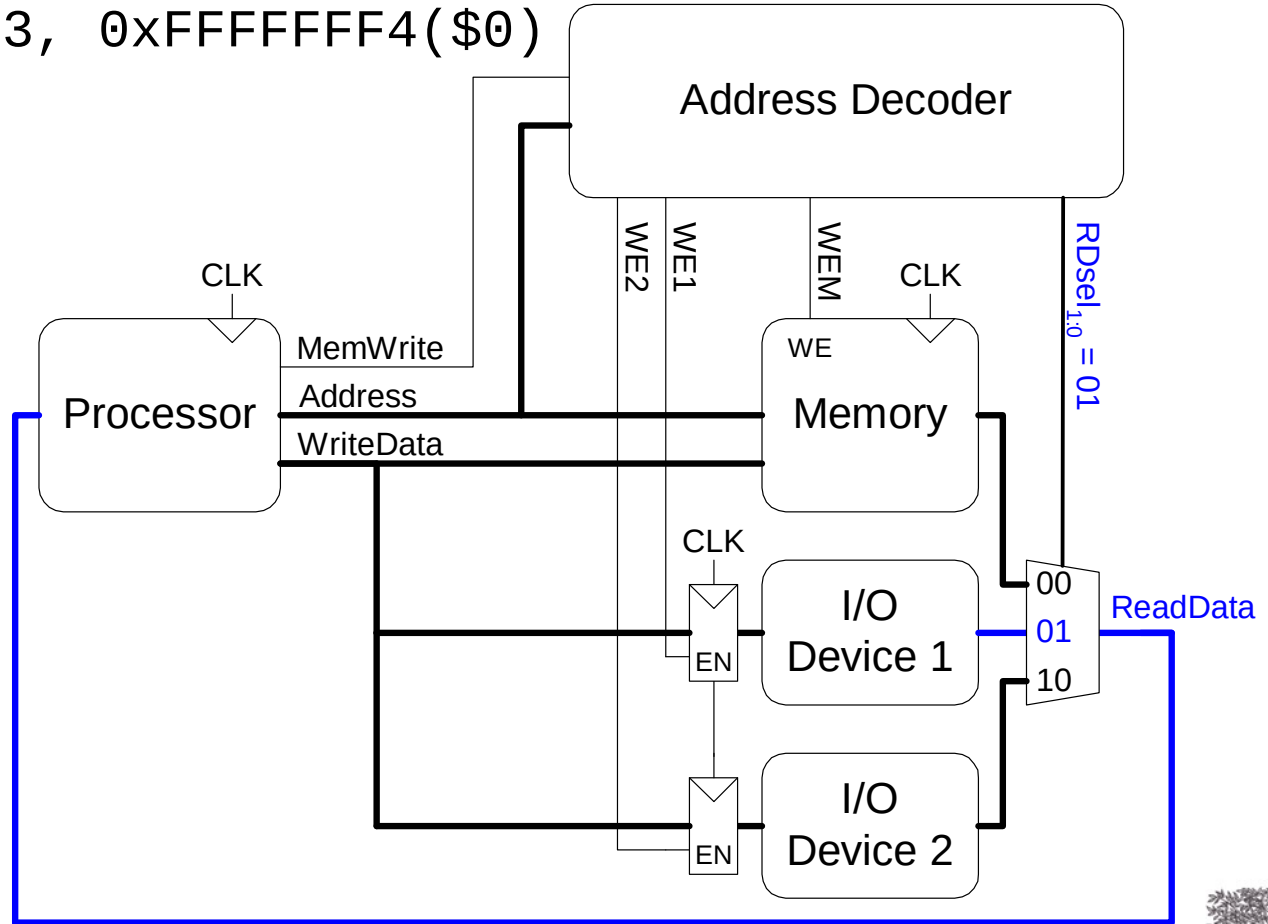 3, 0xFFFFFFF4($0)
Address Decoder
WE2
WE1
WEM
RDsel1:0 = 01
CLK
CLK
Processor
MemWrite
Address
WriteData
WE
Memory
CLK
EN
I/O
Device 1
00
01
10
ReadData
EN
I/O
Device 2